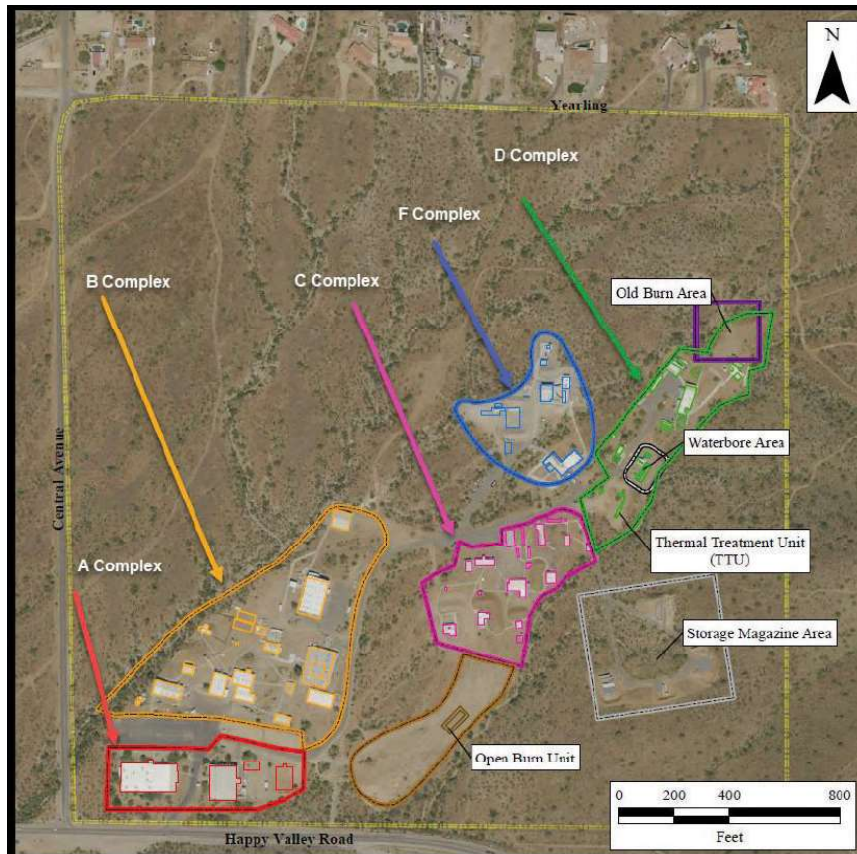 N
Yearling
D Complex
F Complex
B Complex
C Complex
Old Burn Area
Waterbore Area
Central Avenue
A Complex
Thermal Treatment Unit
(TTU)
Storage Magazine Area
Open Burn Unit
0 200 400 800
Feet
Happy Valley Road